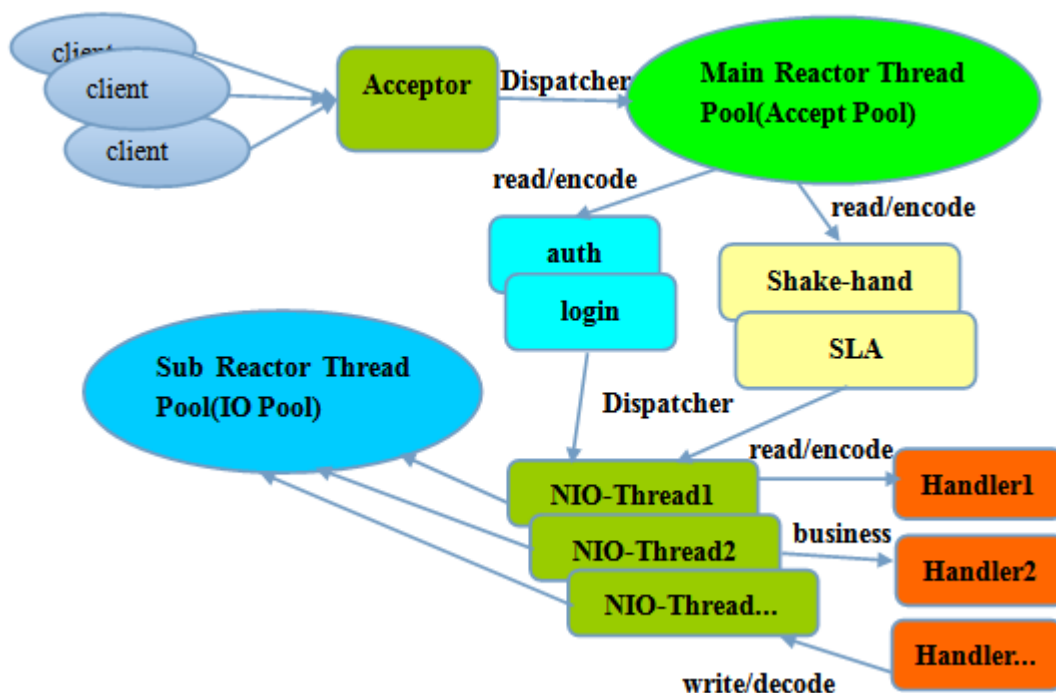 client
client
client
Acceptor
Dispatcher
Main Reactor Thread
Pool(Accept Pool)
read/encode
read/encode
auth
login
Shake-hand
SLA
Sub Reactor Thread
Pool(IO Pool)
Dispatcher
read/encode
NIO-Thread1
NIO-Thread2
NIO-Thread...
business
Handler1
Handler2
Handler...
write/decode